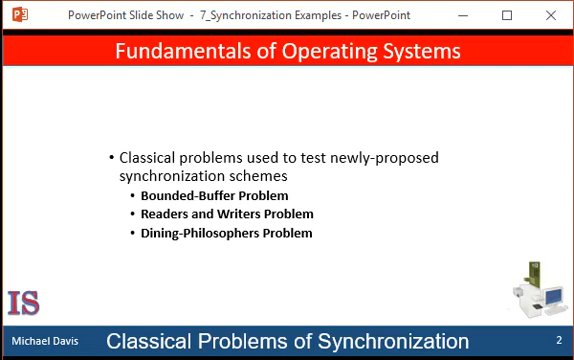 PowerPoint Slide Show - 7_Synchronization Examples - PowerPoint
Fundamentals of Operating Systems
• Classical problems used to test newly-proposed
synchronization schemes
• Bounded-Buffer Problem
• Readers and Writers Problem
• Dining-Philosophers Problem
IS
Michael Davis
Classical Problems of Synchronization
2